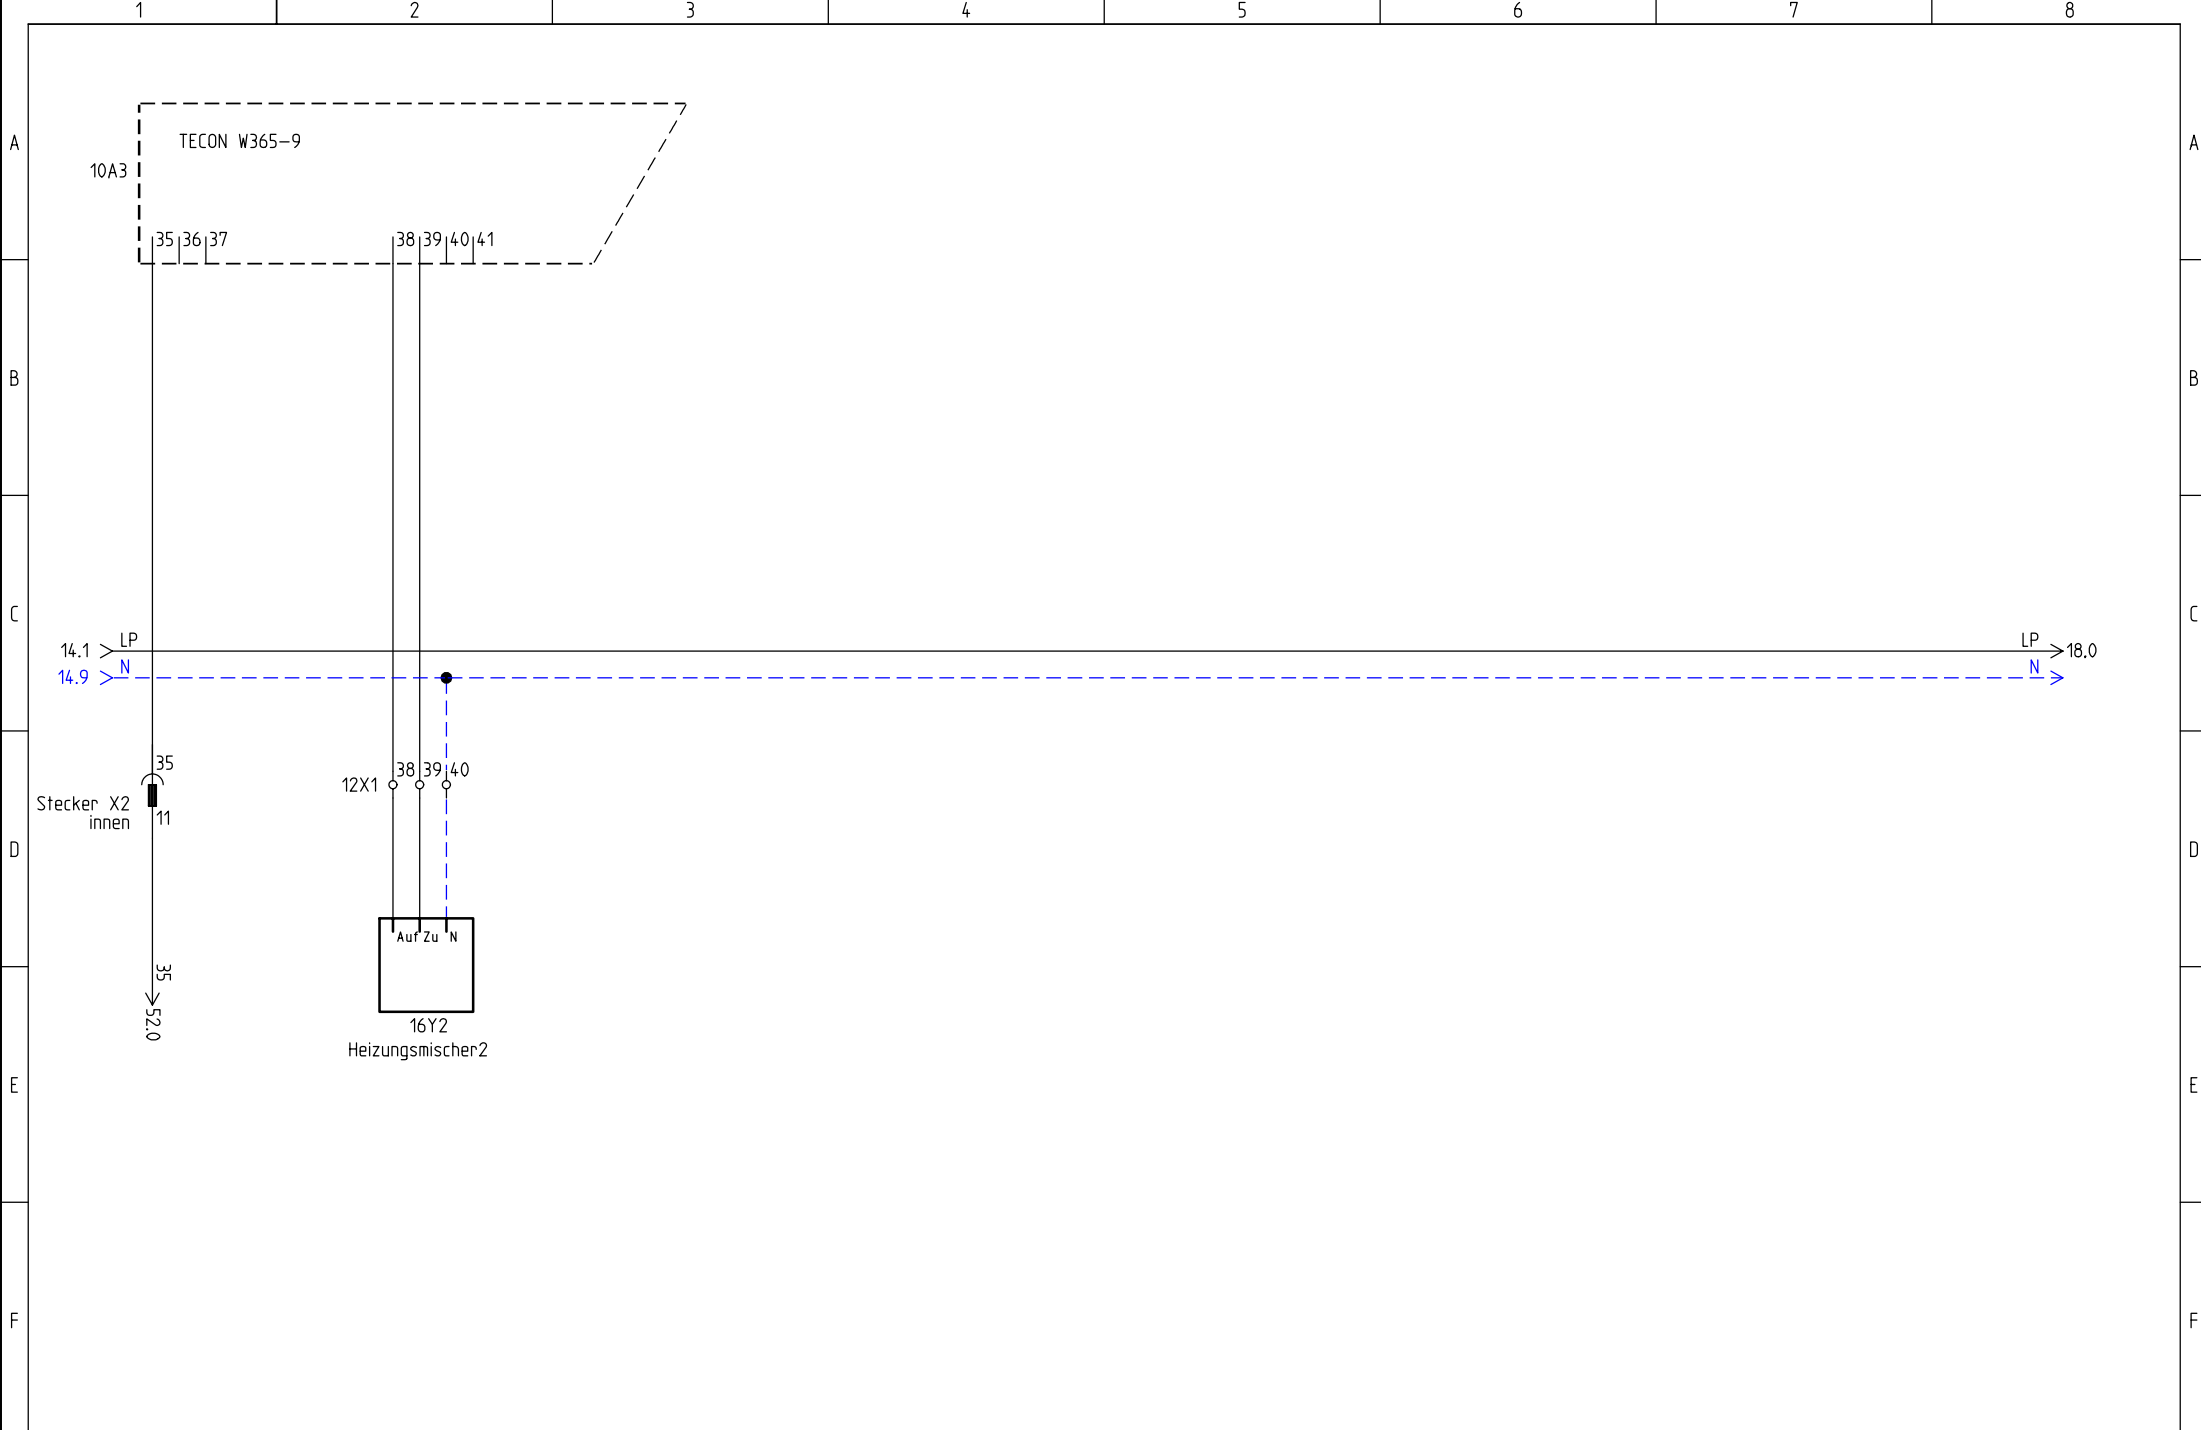 1 2 3 4 5 6 7 8
A A
TECON W365-9
10A3
35 36 37 38 39 40 41
B B
C C
14.1 LP LP 18.0
14.9 N N
35
38 39 40
12X1
Stecker X2
innen
11
D D
Auf Zu N
35
52.0
16Y2
Heizungsmischer2
E E
F F